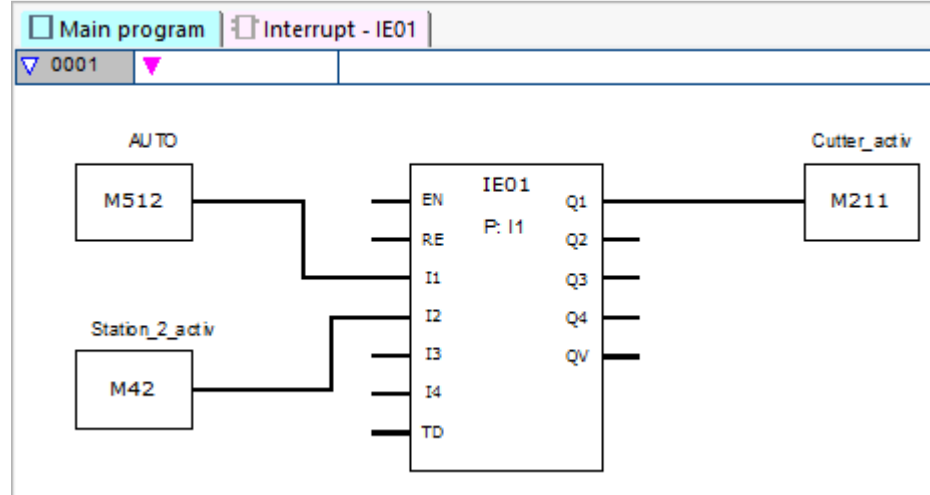 Main program
Interrupt - IE01
0001
AUTO
Cutter_activ
M512
IE01
M211
P: I1
EN
Q1
RE
Q2
I1
Q3
I2
Q4
Station_2_activ
I3
QV
M42
I4
TD